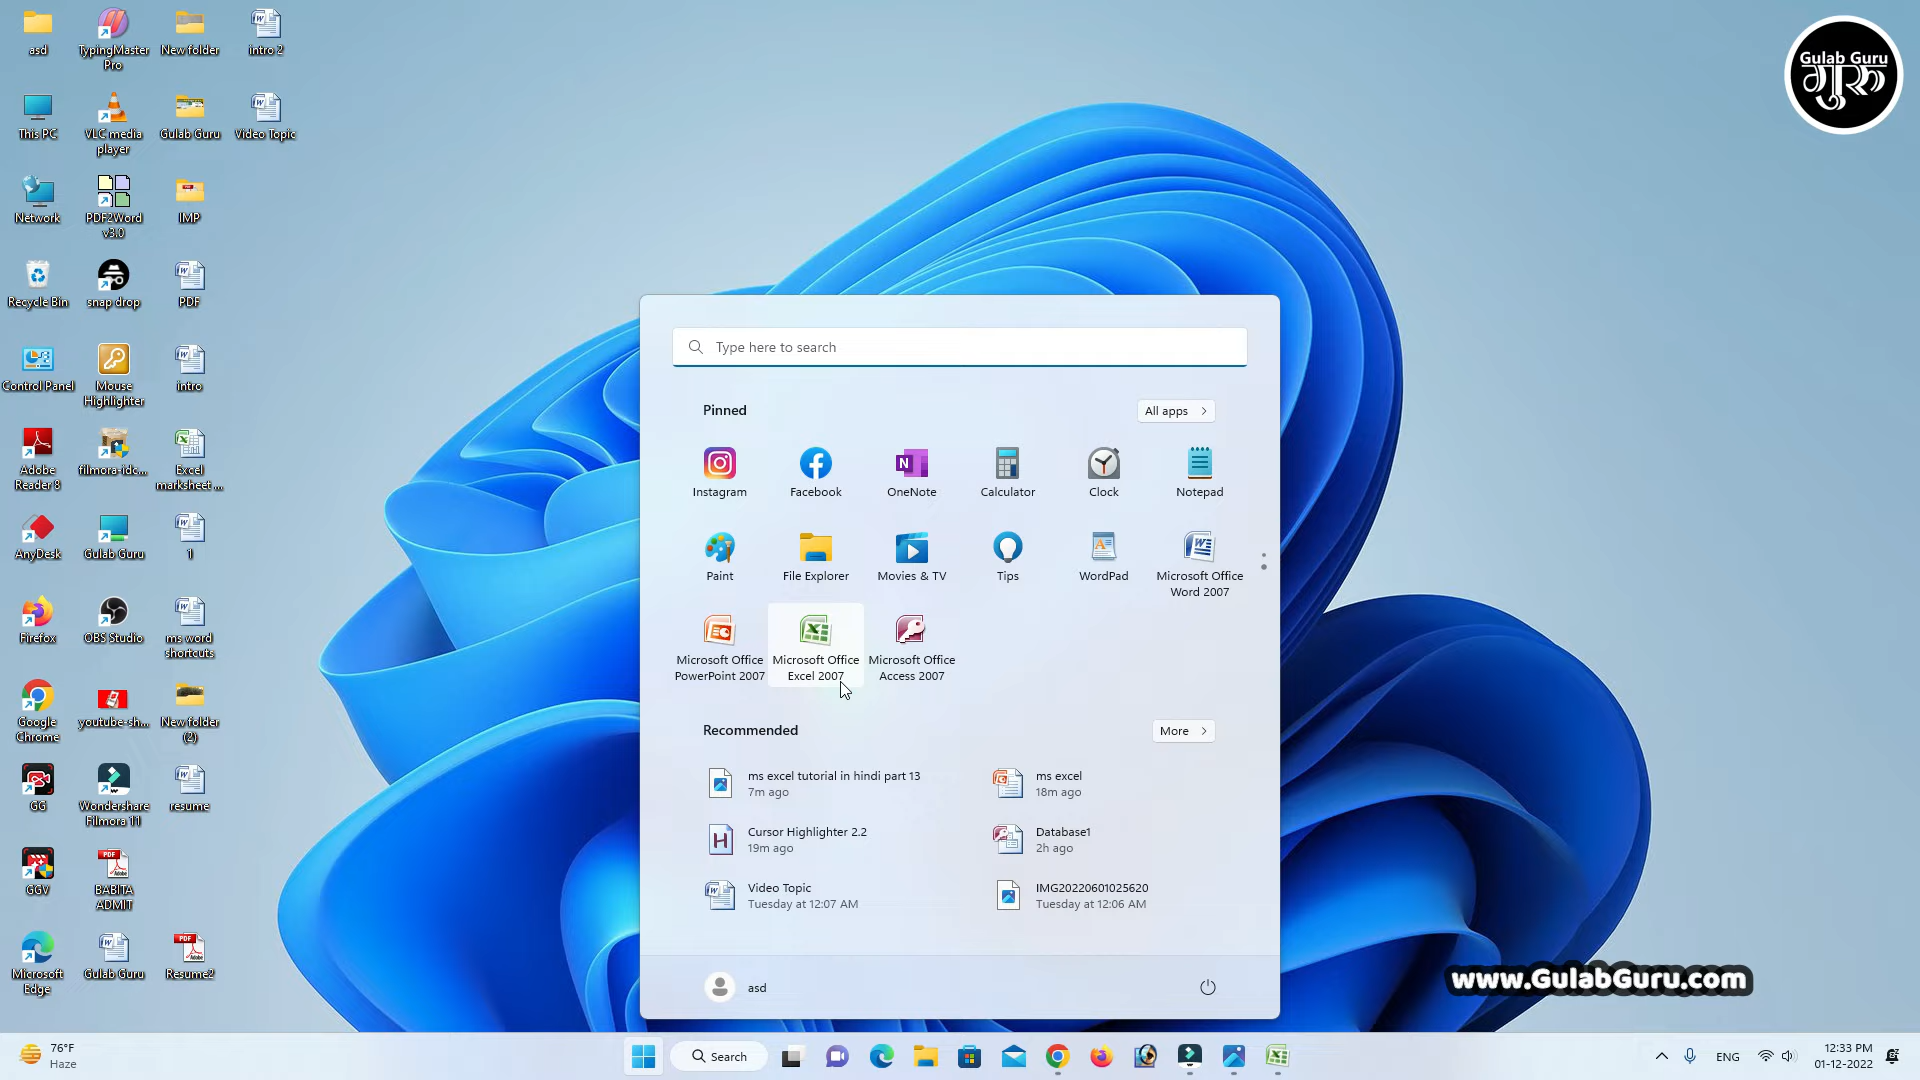 asd
TypingMaster
Pro
New folder
intro 2
This PC
VLC media
player
Gulab Guru
Video Topic
Network
PDF2Word
v3.0
IMP
Recycle Bin
snap drop
PDF
Control Panel
Mouse
Highlighter
intro
Adobe
Reader 8
filmora-idc...
Excel
marksheet ...
AnyDesk
Gulab Guru
1
Firefox
OBS Studio
ms word
shortcuts
Google
Chrome
youtube-sh...
New folder
(2)
GG
Wondershare
Filmora 11
resume
GGV
BABITA
ADMIT
Microsoft
Edge
Gulab Guru
Resume2
Gulab Guru
गुरु
Type here to search
Pinned
All apps
Instagram
Facebook
OneNote
Calculator
Clock
Notepad
Paint
File Explorer
Movies & TV
Tips
WordPad
Microsoft Office
Word 2007
Microsoft Office
PowerPoint 2007
Microsoft Office
Excel 2007
Microsoft Office
Access 2007
Recommended
More
ms excel tutorial in hindi part 13
7m ago
ms excel
18m ago
Cursor Highlighter 2.2
19m ago
Database1
2h ago
Video Topic
Tuesday at 12:07 AM
IMG20220601025620
Tuesday at 12:06 AM
asd
www.GulabGuru.com
76°F
Haze
Search
ENG
12:33 PM
01-12-2022